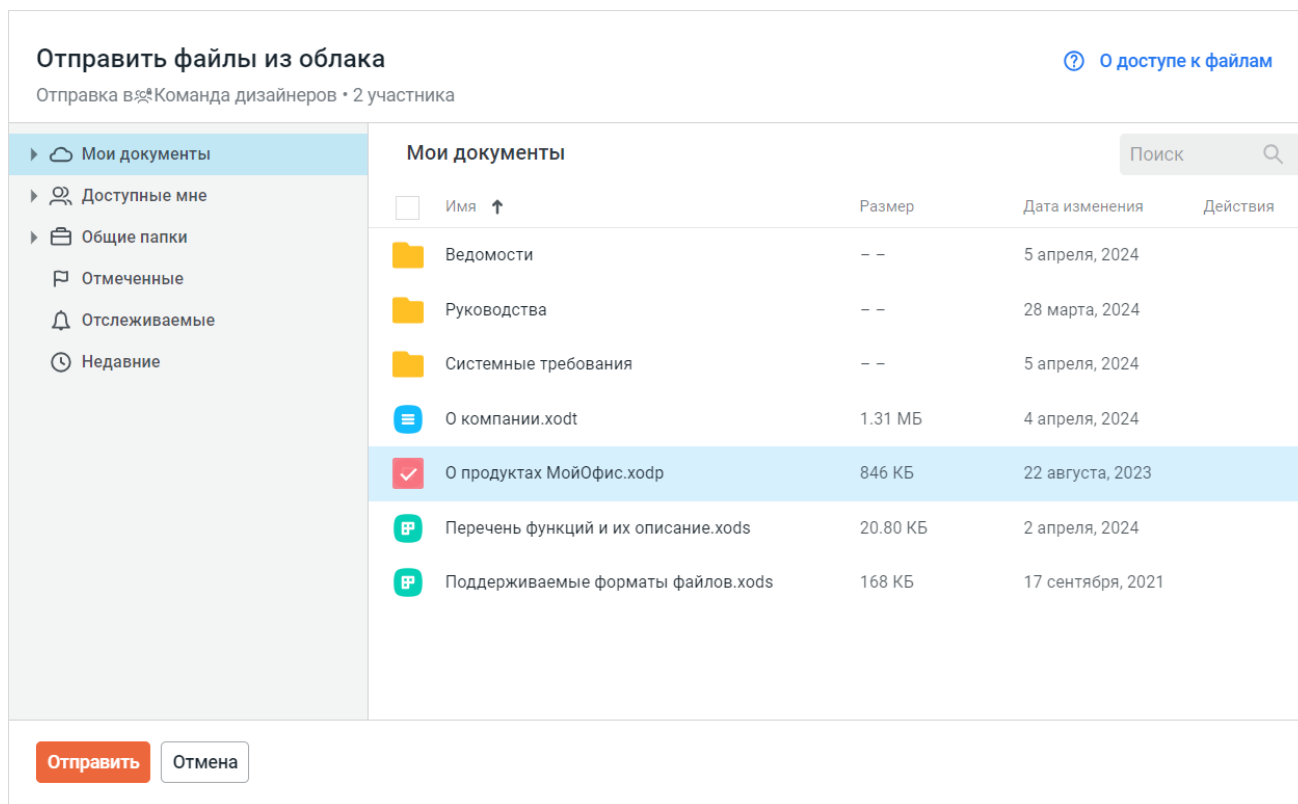 Отправить файлы из облака
О доступе к файлам
Отправка в Команда дизайнеров • 2 участника
Мои документы
Доступные мне
Общие папки
Отмеченные
Отслеживаемые
Недавние
Мои документы
Поиск
Имя Размер Дата изменения Действия
Ведомости – – 5 апреля, 2024
Руководства – – 28 марта, 2024
Системные требования – – 5 апреля, 2024
О компании.xodt 1.31 МБ 4 апреля, 2024
О продуктах МойОфис.xodp 846 КБ 22 августа, 2023
Перечень функций и их описание.xods 20.80 КБ 2 апреля, 2024
Поддерживаемые форматы файлов.xods 168 КБ 17 сентября, 2021
Отправить Отмена